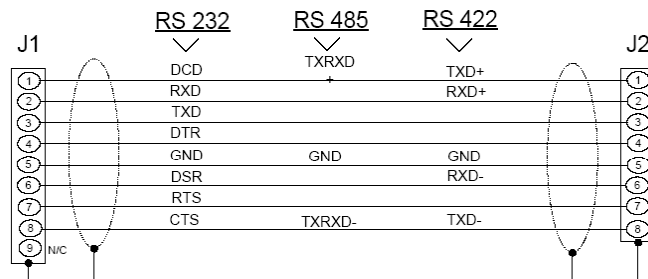 RS 232 RS 485 RS 422
J1 J2
DCD TXRXD TXD+
1 + 1
RXD RXD+
2 2
TXD
3 3
DTR
4 4
GND GND GND
5 5
DSR RXD-
6 6
RTS
7 7
CTS TXRXD- TXD-
8 8
9 N/C